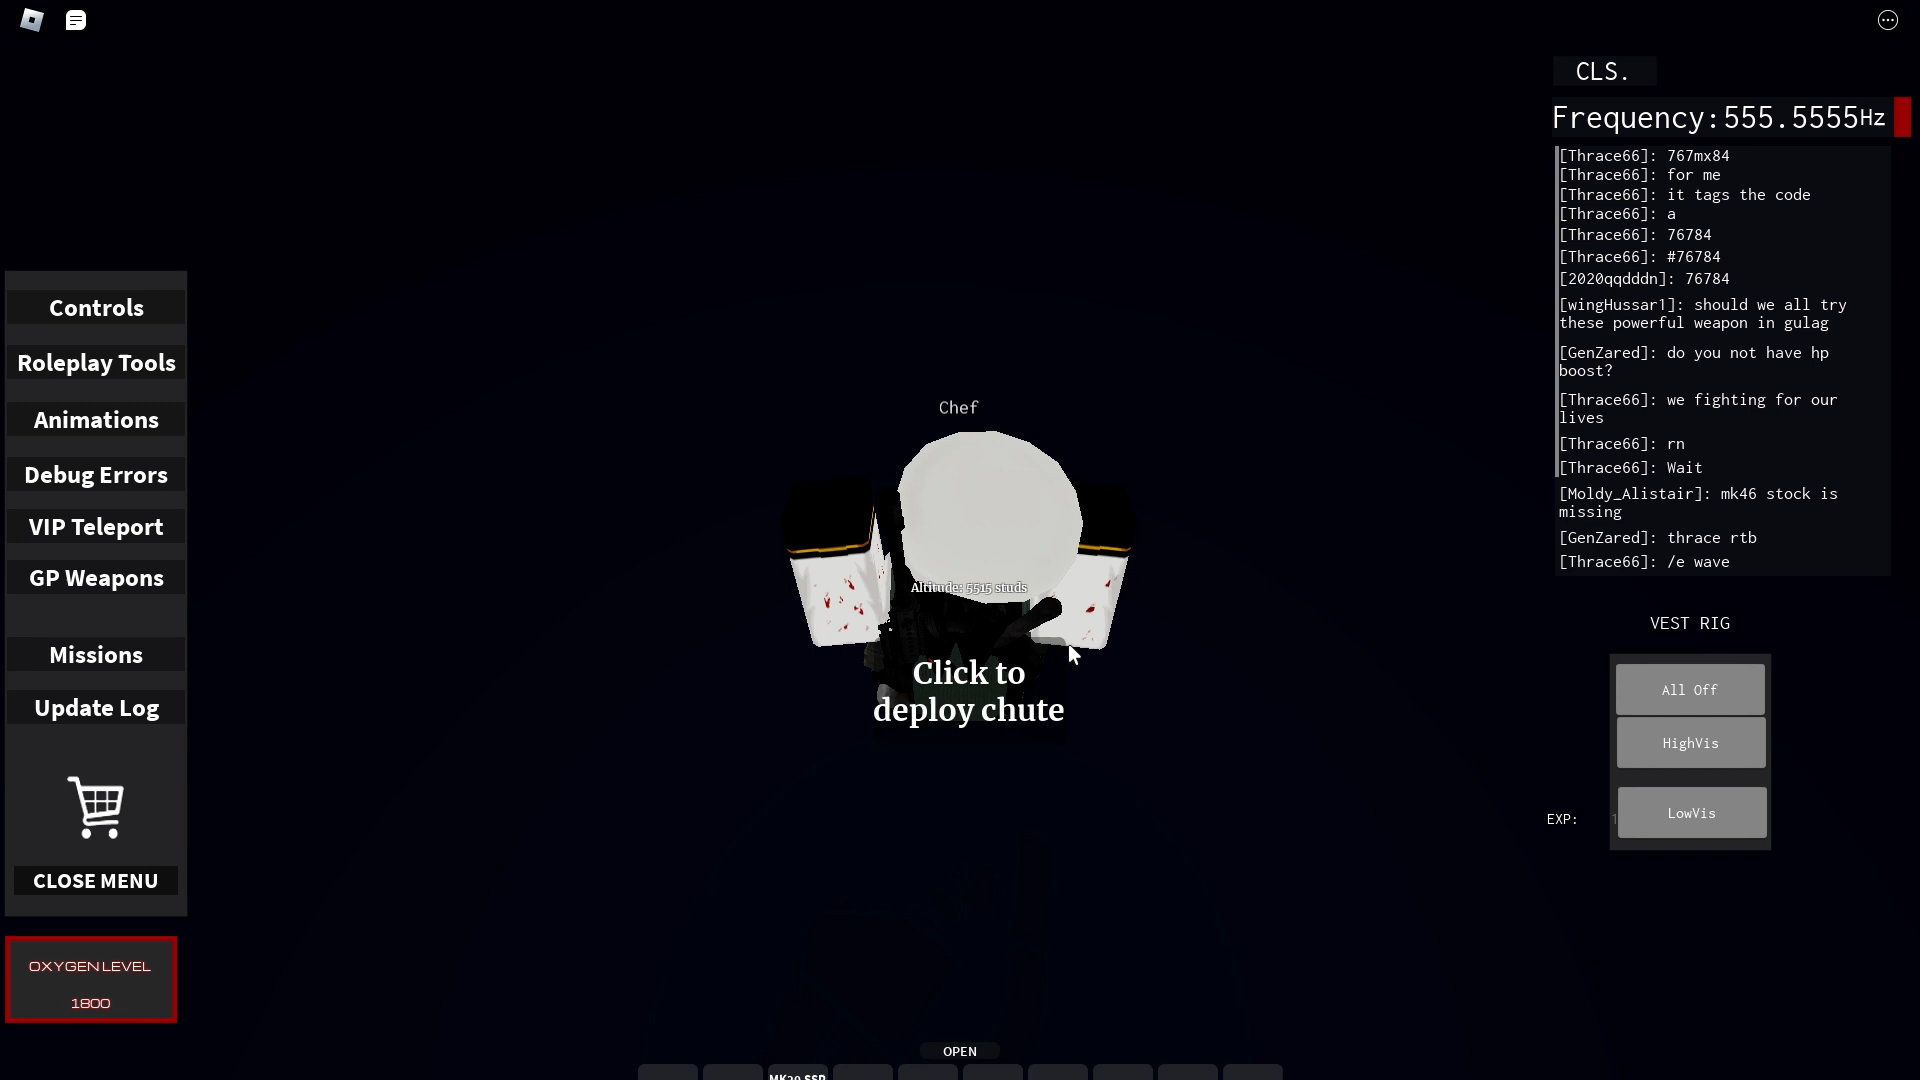 CLS.
Frequency:555.5555Hz
[Thrace66]: 767mx84
[Thrace66]: for me
[Thrace66]: it tags the code
[Thrace66]: a
[Thrace66]: 76784
[Thrace66]: #76784
[2020qqdddn]: 76784
[wingHussar1]: should we all try
these powerful weapon in gulag
[GenZared]: do you not have hp
boost?
[Thrace66]: we fighting for our
lives
[Thrace66]: rn
[Thrace66]: Wait
[Moldy_Alistair]: mk46 stock is
missing
[GenZared]: thrace rtb
[Thrace66]: /e wave
Controls
Roleplay Tools
Animations
Debug Errors
VIP Teleport
GP Weapons
Missions
Update Log
CLOSE MENU
OXYGEN LEVEL
1800
Chef
Altitude: 5515 studs
Click to
deploy chute
VEST RIG
All Off
HighVis
LowVis
EXP:
OPEN
MK20 SSR